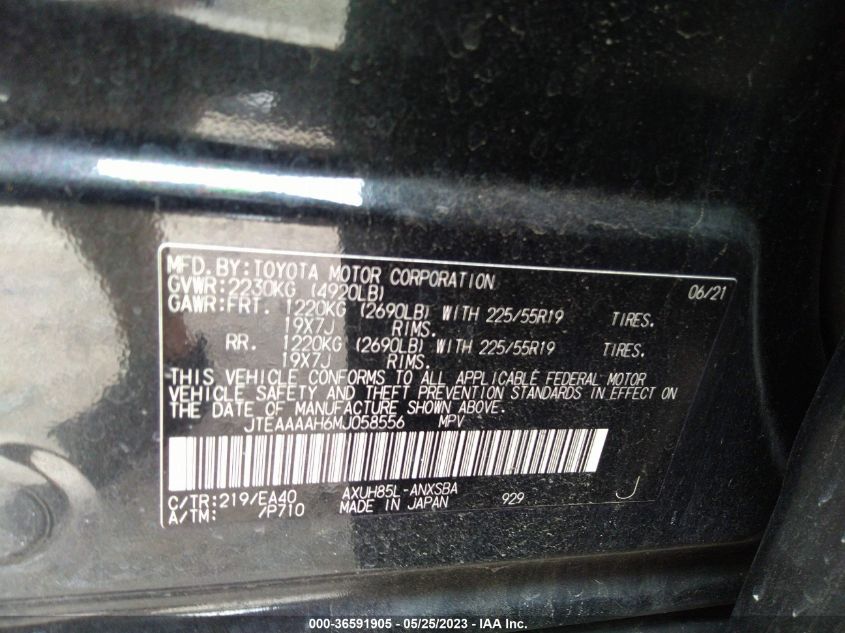 MFD.BY:TOYOTA MOTOR CORPORATION 06/21
GVWR:2230KG (4920LB)
GAWR:FRT. 1220KG (2690LB) WITH 225/55R19 TIRES.
19X7J RIMS.
RR. 1220KG (2690LB) WITH 225/55R19 TIRES.
19X7J RIMS.
THIS VEHICLE CONFORMS TO ALL APPLICABLE FEDERAL MOTOR
VEHICLE SAFETY AND THEFT PREVENTION STANDARDS IN EFFECT ON
THE DATE OF MANUFACTURE SHOWN ABOVE.
JTEAAAAH6MJ058556 MPV
C/TR:219/EA40 AXUH85L-ANXSBA 929 J
A/TM: /P710 MADE IN JAPAN
000-36591905 - 05/25/2023 - IAA Inc.